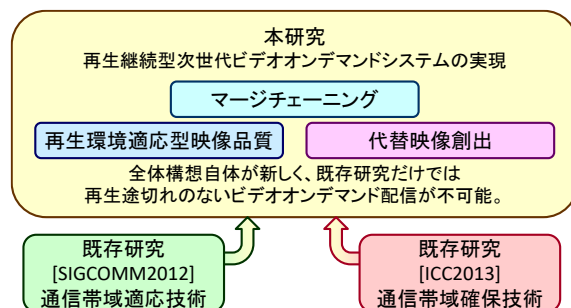 本研究
再生継続型次世代ビデオオンデマンドシステムの実現
マージチェーニング
再生環境適応型映像品質
代替映像創出
全体構想自体が新しく、既存研究だけでは
再生途切れのないビデオオンデマンド配信が不可能。
既存研究
[SIGCOMM2012]
通信帯域適応技術
既存研究
[ICC2013]
通信帯域確保技術